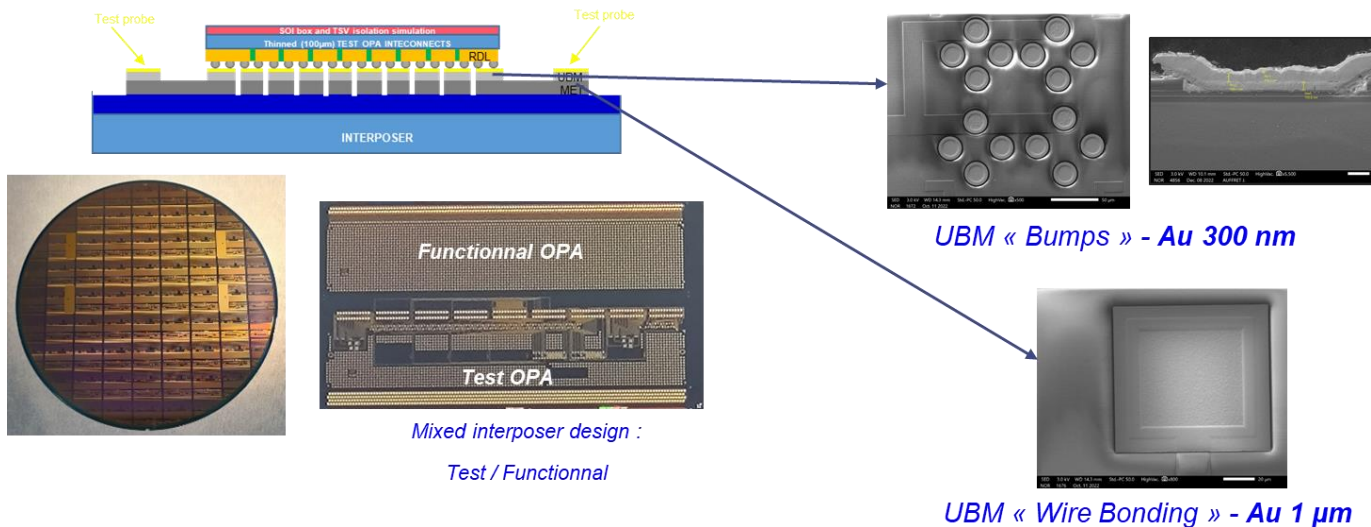 Test probe
Test probe
SOI box and TSV isolation simulation
Thinned (100µm) TEST OPA INTECONNECTS
RDL
UBM
MET
INTERPOSER
Functionnal OPA
Test OPA
Mixed interposer design :
Test / Functionnal
UBM « Bumps » - Au 300 nm
UBM « Wire Bonding » - Au 1 µm